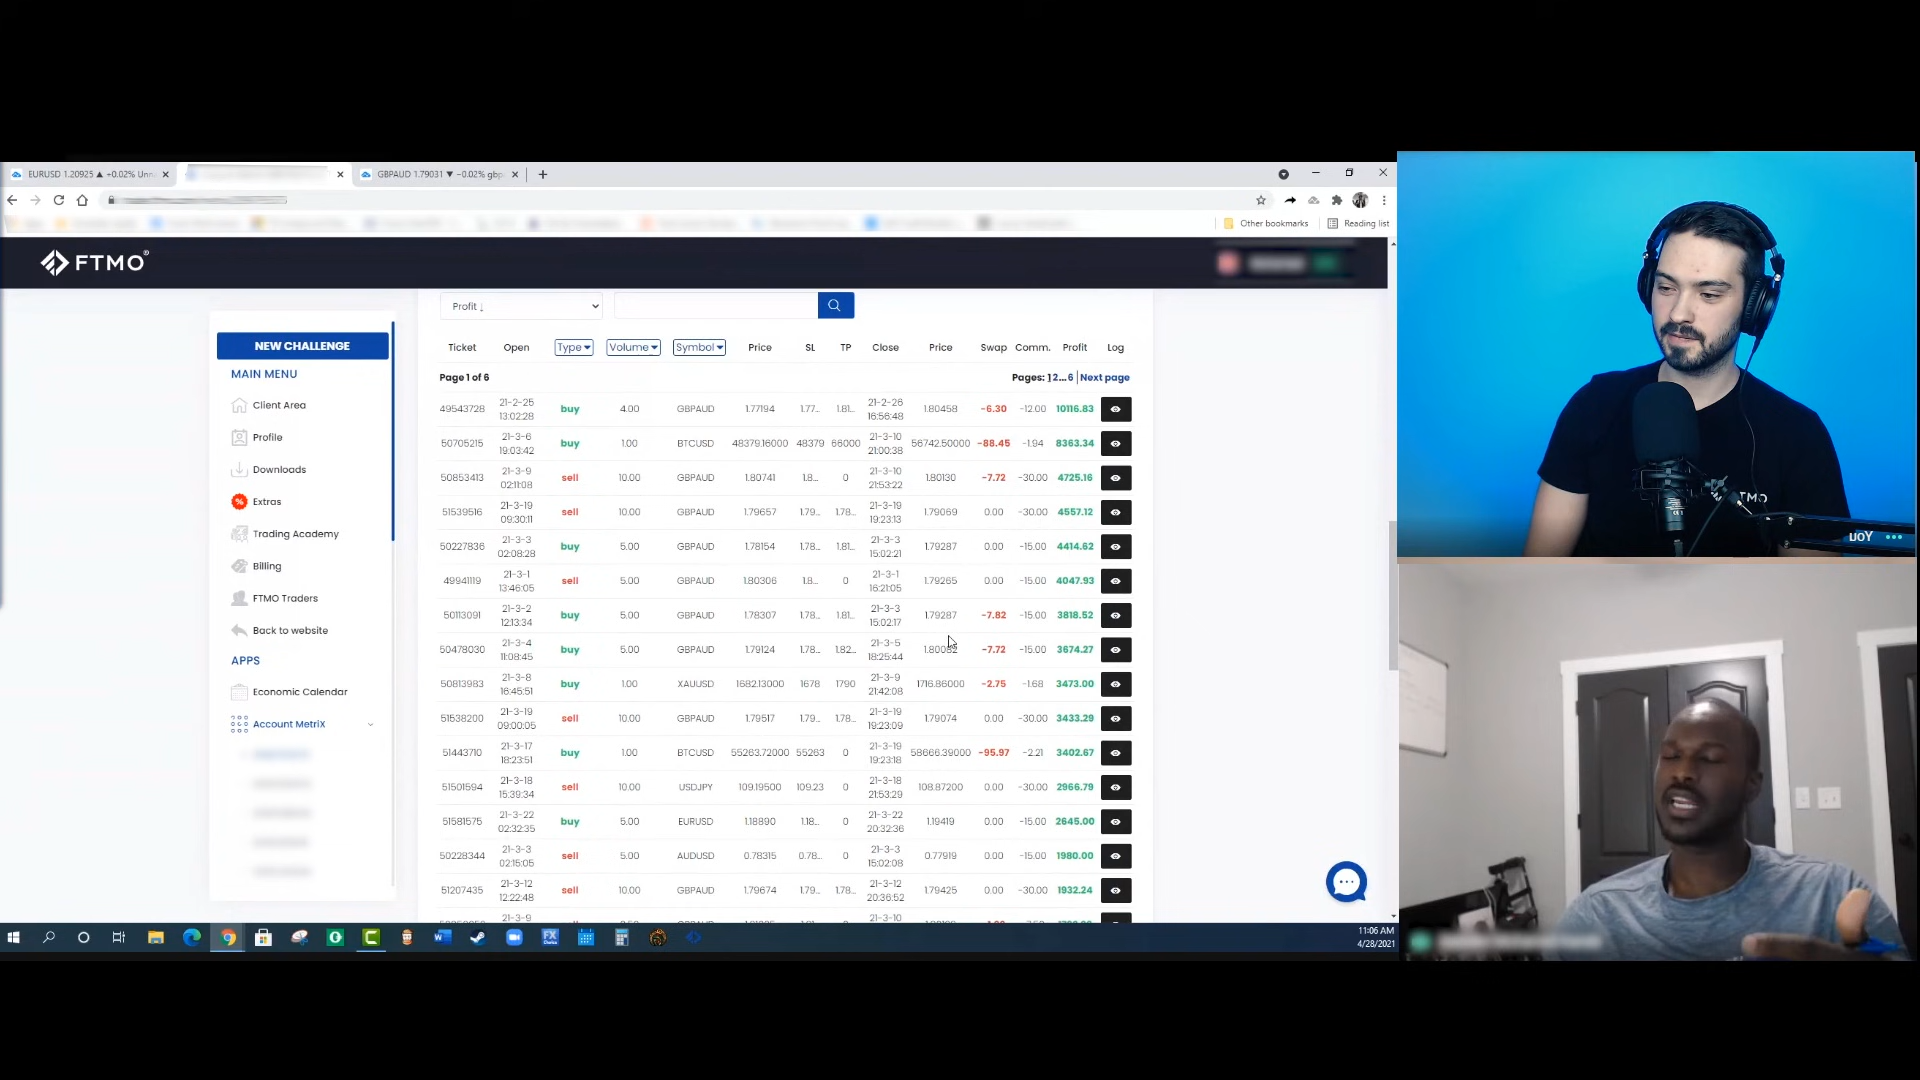 EURUSD 1.20925 ▲ +0.02% Unn
GBPAUD 1.79031 ▼ −0.02% gbp
Other bookmarks
Reading list
FTMO
Profit ↓
NEW CHALLENGE
MAIN MENU
Client Area
Profile
Downloads
Extras
Trading Academy
Billing
FTMO Traders
Back to website
APPS
Economic Calendar
Account MetriX
Ticket Open Type Volume Symbol Price SL TP Close Price Swap Comm. Profit Log
Page 1 of 6 Pages: 1 2... 6 | Next page
49543728 21-2-25 13:02:28 buy 4.00 GBPAUD 1.77194 1.77... 1.81... 21-2-26 16:56:48 1.80458 -6.30 -12.00 10116.83
50705215 21-3-6 19:03:42 buy 1.00 BTCUSD 48379.16000 48379 66000 21-3-10 21:00:38 56742.50000 -88.45 -1.94 8363.34
50853413 21-3-9 02:11:08 sell 10.00 GBPAUD 1.80741 1.8... 0 21-3-10 21:53:22 1.80130 -7.72 -30.00 4725.16
51539516 21-3-19 09:30:11 sell 10.00 GBPAUD 1.79657 1.79... 1.78... 21-3-19 19:23:13 1.79069 0.00 -30.00 4557.12
50227836 21-3-3 02:08:28 buy 5.00 GBPAUD 1.78154 1.78... 1.81... 21-3-3 15:02:21 1.79287 0.00 -15.00 4414.62
49941119 21-3-1 13:46:05 sell 5.00 GBPAUD 1.80306 1.8... 0 21-3-1 16:21:05 1.79265 0.00 -15.00 4047.93
50113091 21-3-2 12:13:34 buy 5.00 GBPAUD 1.78307 1.78... 1.81... 21-3-3 15:02:17 1.79287 -7.82 -15.00 3818.52
50478030 21-3-4 11:08:45 buy 5.00 GBPAUD 1.79124 1.78... 1.82... 21-3-5 18:25:44 -7.72 -15.00 3674.27
50813983 21-3-8 16:45:51 buy 1.00 XAUUSD 1682.13000 1678 1790 21-3-9 21:42:08 1716.86000 -2.75 -1.68 3473.00
51538200 21-3-19 09:00:05 sell 10.00 GBPAUD 1.79517 1.79... 1.78... 21-3-19 19:23:09 1.79074 0.00 -30.00 3433.29
51443710 21-3-17 18:23:51 buy 1.00 BTCUSD 55263.72000 55263 0 21-3-19 19:23:18 58666.39000 -95.97 -2.21 3402.67
51501594 21-3-18 15:39:34 sell 10.00 USDJPY 109.19500 109.23 0 21-3-18 21:53:29 108.87200 0.00 -30.00 2966.79
51581575 21-3-22 02:32:35 buy 5.00 EURUSD 1.18890 1.18... 0 21-3-22 20:32:36 1.19419 0.00 -15.00 2645.00
50228344 21-3-3 02:15:05 sell 5.00 AUDUSD 0.78315 0.78... 0 21-3-3 15:02:08 0.77919 0.00 -15.00 1980.00
51207435 21-3-12 12:22:48 sell 10.00 GBPAUD 1.79674 1.79... 1.78... 21-3-12 20:36:52 1.79425 0.00 -30.00 1932.24
21-3-9 21-3-10
11:06 AM
4/28/2021